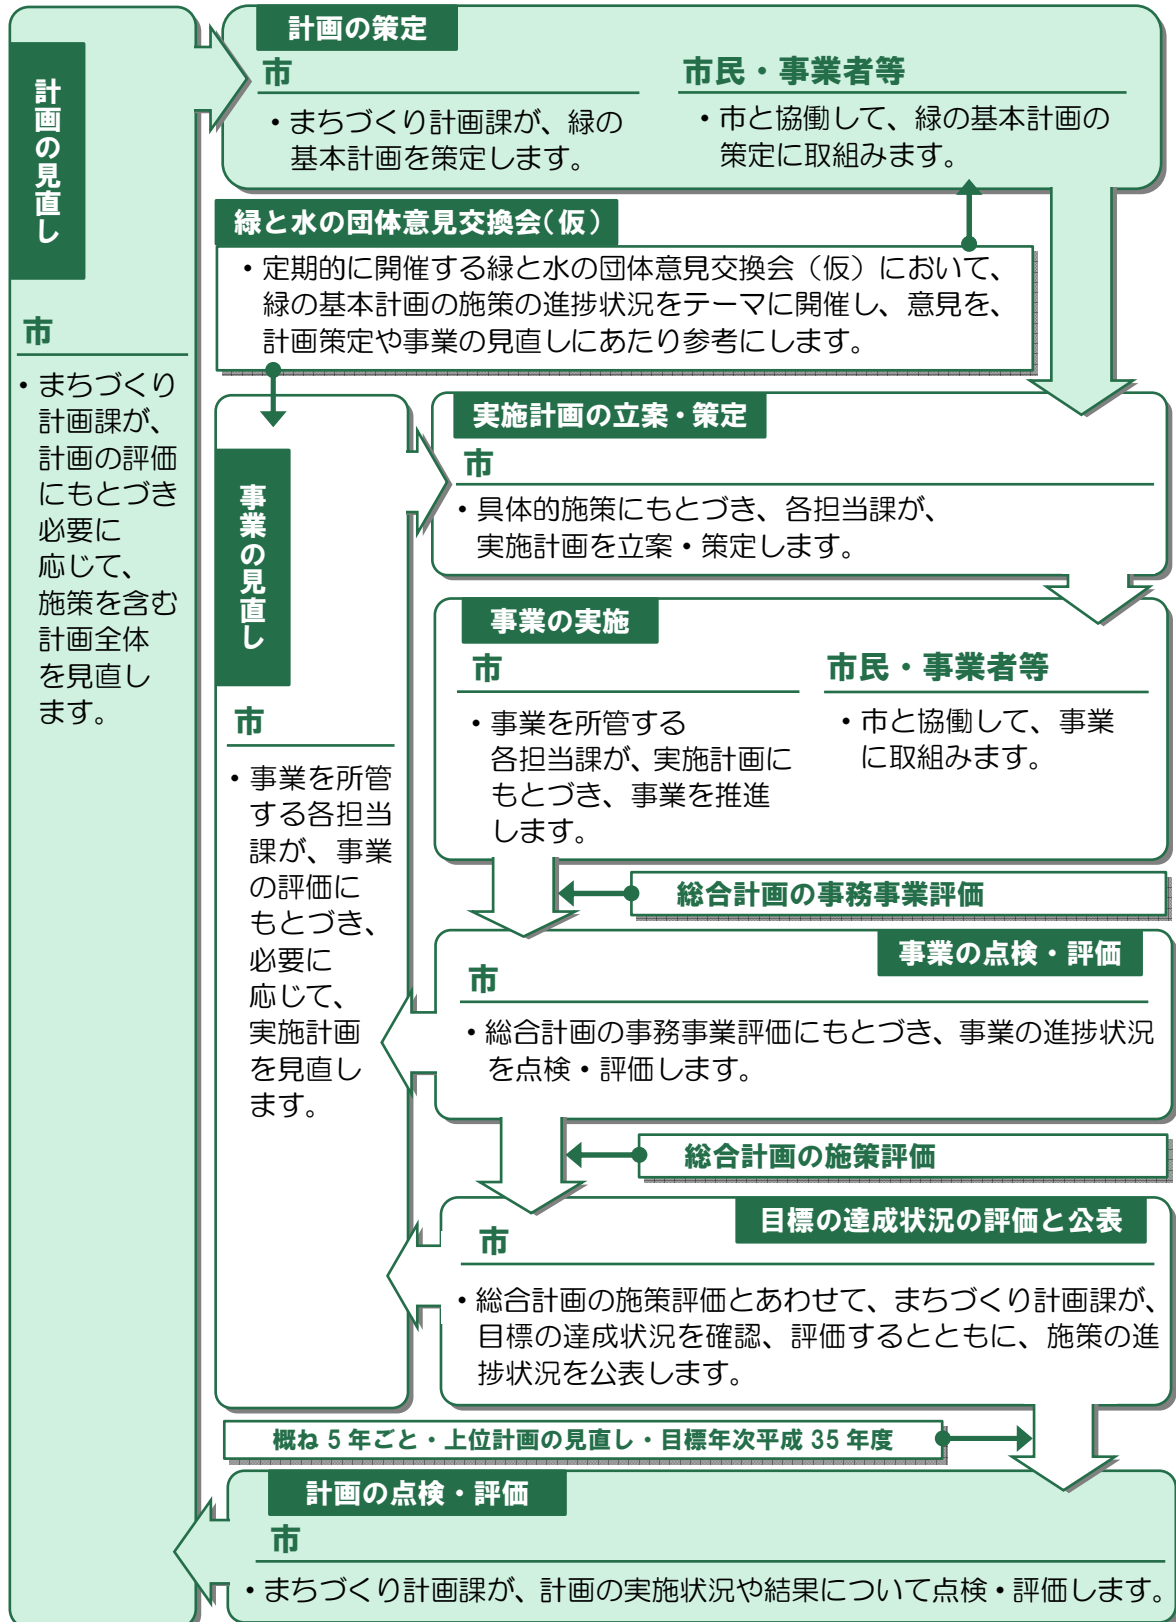 計画の見直し
市
・まちづくり
計画課が、
計画の評価
にもとづき
必要に
応じて、
施策を含む
計画全体
を見直し
ます。
計画の策定
市
・まちづくり計画課が、緑の
基本計画を策定します。
市民・事業者等
・市と協働して、緑の基本計画の
策定に取組みます。
緑と水の団体意見交換会(仮)
・定期的に開催する緑と水の団体意見交換会（仮）において、
緑の基本計画の施策の進捗状況をテーマに開催し、意見を、
計画策定や事業の見直しにあたり参考にします。
事業の見直し
市
・事業を所管
する各担当
課が、事業
の評価に
もとづき、
必要に
応じて、
実施計画
を見直し
ます。
実施計画の立案・策定
市
・具体的施策にもとづき、各担当課が、
実施計画を立案・策定します。
事業の実施
市
・事業を所管する
各担当課が、実施計画に
もとづき、事業を推進
します。
市民・事業者等
・市と協働して、事業
に取組みます。
総合計画の事務事業評価
事業の点検・評価
市
・総合計画の事務事業評価にもとづき、事業の進捗状況
を点検・評価します。
総合計画の施策評価
目標の達成状況の評価と公表
市
・総合計画の施策評価とあわせて、まちづくり計画課が、
目標の達成状況を確認、評価するとともに、施策の進
捗状況を公表します。
概ね 5 年ごと・上位計画の見直し・目標年次平成 35 年度
計画の点検・評価
市
・まちづくり計画課が、計画の実施状況や結果について点検・評価します。